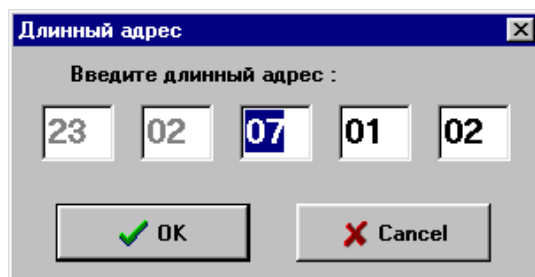 Длинный адрес
Введите длинный адрес :
23 02 07 01 02
OK Cancel